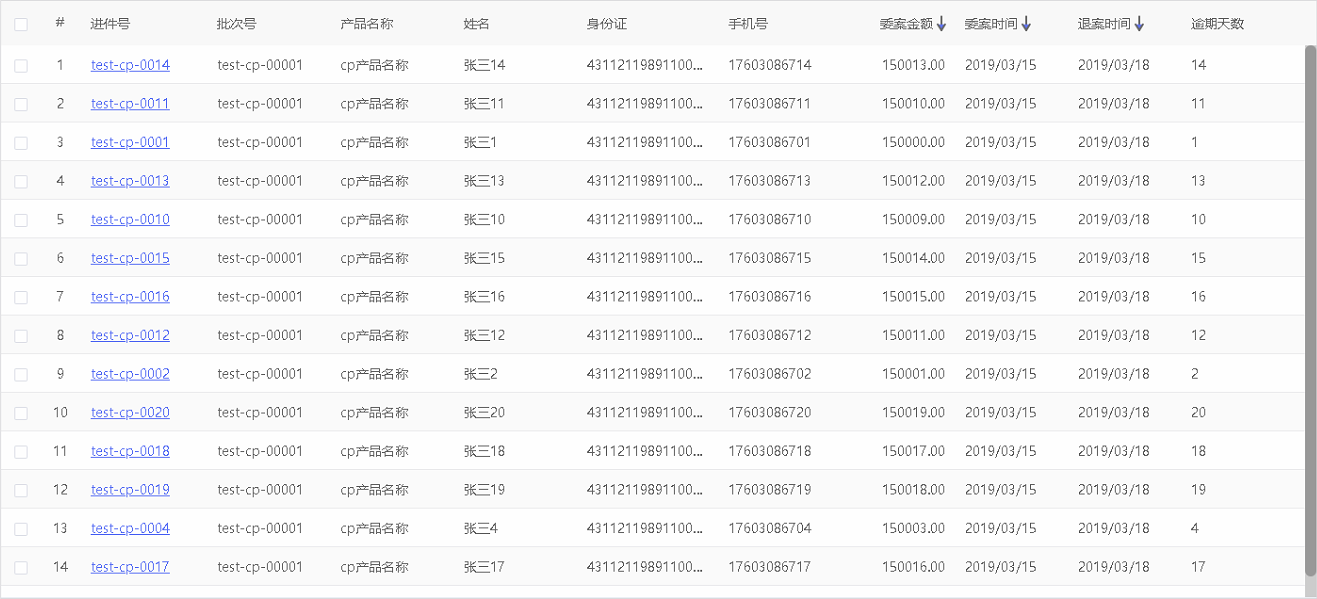 # 进件号 批次号 产品名称 姓名 身份证 手机号 委案金额 委案时间 退案时间 逾期天数
1 test-cp-0014 test-cp-00001 cp产品名称 张三14 43112119891100... 17603086714 150013.00 2019/03/15 2019/03/18 14
2 test-cp-0011 test-cp-00001 cp产品名称 张三11 43112119891100... 17603086711 150010.00 2019/03/15 2019/03/18 11
3 test-cp-0001 test-cp-00001 cp产品名称 张三1 43112119891100... 17603086701 150000.00 2019/03/15 2019/03/18 1
4 test-cp-0013 test-cp-00001 cp产品名称 张三13 43112119891100... 17603086713 150012.00 2019/03/15 2019/03/18 13
5 test-cp-0010 test-cp-00001 cp产品名称 张三10 43112119891100... 17603086710 150009.00 2019/03/15 2019/03/18 10
6 test-cp-0015 test-cp-00001 cp产品名称 张三15 43112119891100... 17603086715 150014.00 2019/03/15 2019/03/18 15
7 test-cp-0016 test-cp-00001 cp产品名称 张三16 43112119891100... 17603086716 150015.00 2019/03/15 2019/03/18 16
8 test-cp-0012 test-cp-00001 cp产品名称 张三12 43112119891100... 17603086712 150011.00 2019/03/15 2019/03/18 12
9 test-cp-0002 test-cp-00001 cp产品名称 张三2 43112119891100... 17603086702 150001.00 2019/03/15 2019/03/18 2
10 test-cp-0020 test-cp-00001 cp产品名称 张三20 43112119891100... 17603086720 150019.00 2019/03/15 2019/03/18 20
11 test-cp-0018 test-cp-00001 cp产品名称 张三18 43112119891100... 17603086718 150017.00 2019/03/15 2019/03/18 18
12 test-cp-0019 test-cp-00001 cp产品名称 张三19 43112119891100... 17603086719 150018.00 2019/03/15 2019/03/18 19
13 test-cp-0004 test-cp-00001 cp产品名称 张三4 43112119891100... 17603086704 150003.00 2019/03/15 2019/03/18 4
14 test-cp-0017 test-cp-00001 cp产品名称 张三17 43112119891100... 17603086717 150016.00 2019/03/15 2019/03/18 17